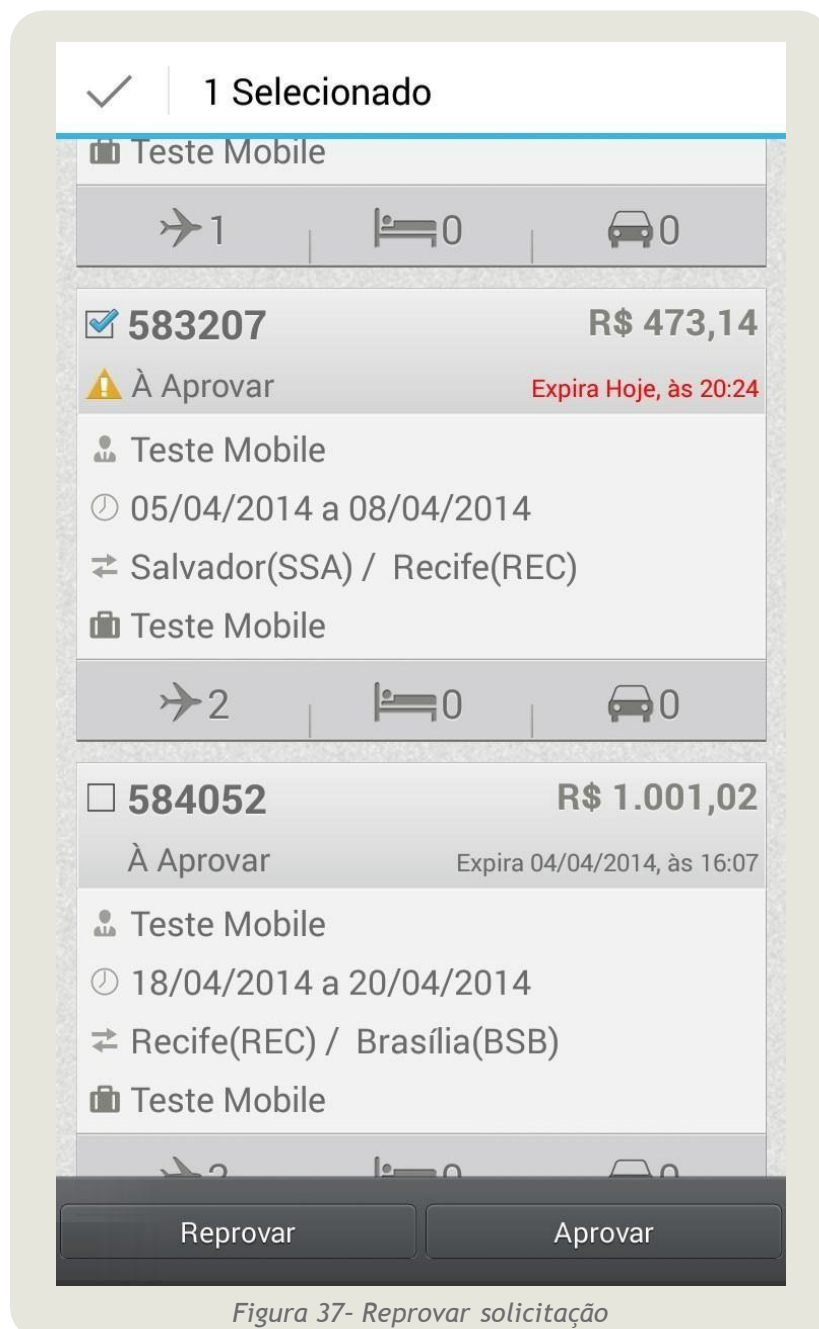 1 Selecionado
Teste Mobile
1 0 0
583207 R$ 473,14
À Aprovar Expira Hoje, às 20:24
Teste Mobile
05/04/2014 a 08/04/2014
Salvador(SSA) / Recife(REC)
Teste Mobile
2 0 0
584052 R$ 1.001,02
À Aprovar Expira 04/04/2014, às 16:07
Teste Mobile
18/04/2014 a 20/04/2014
Recife(REC) / Brasília(BSB)
Teste Mobile
2 0 0
Reprovar Aprovar
Figura 37- Reprovar solicitação